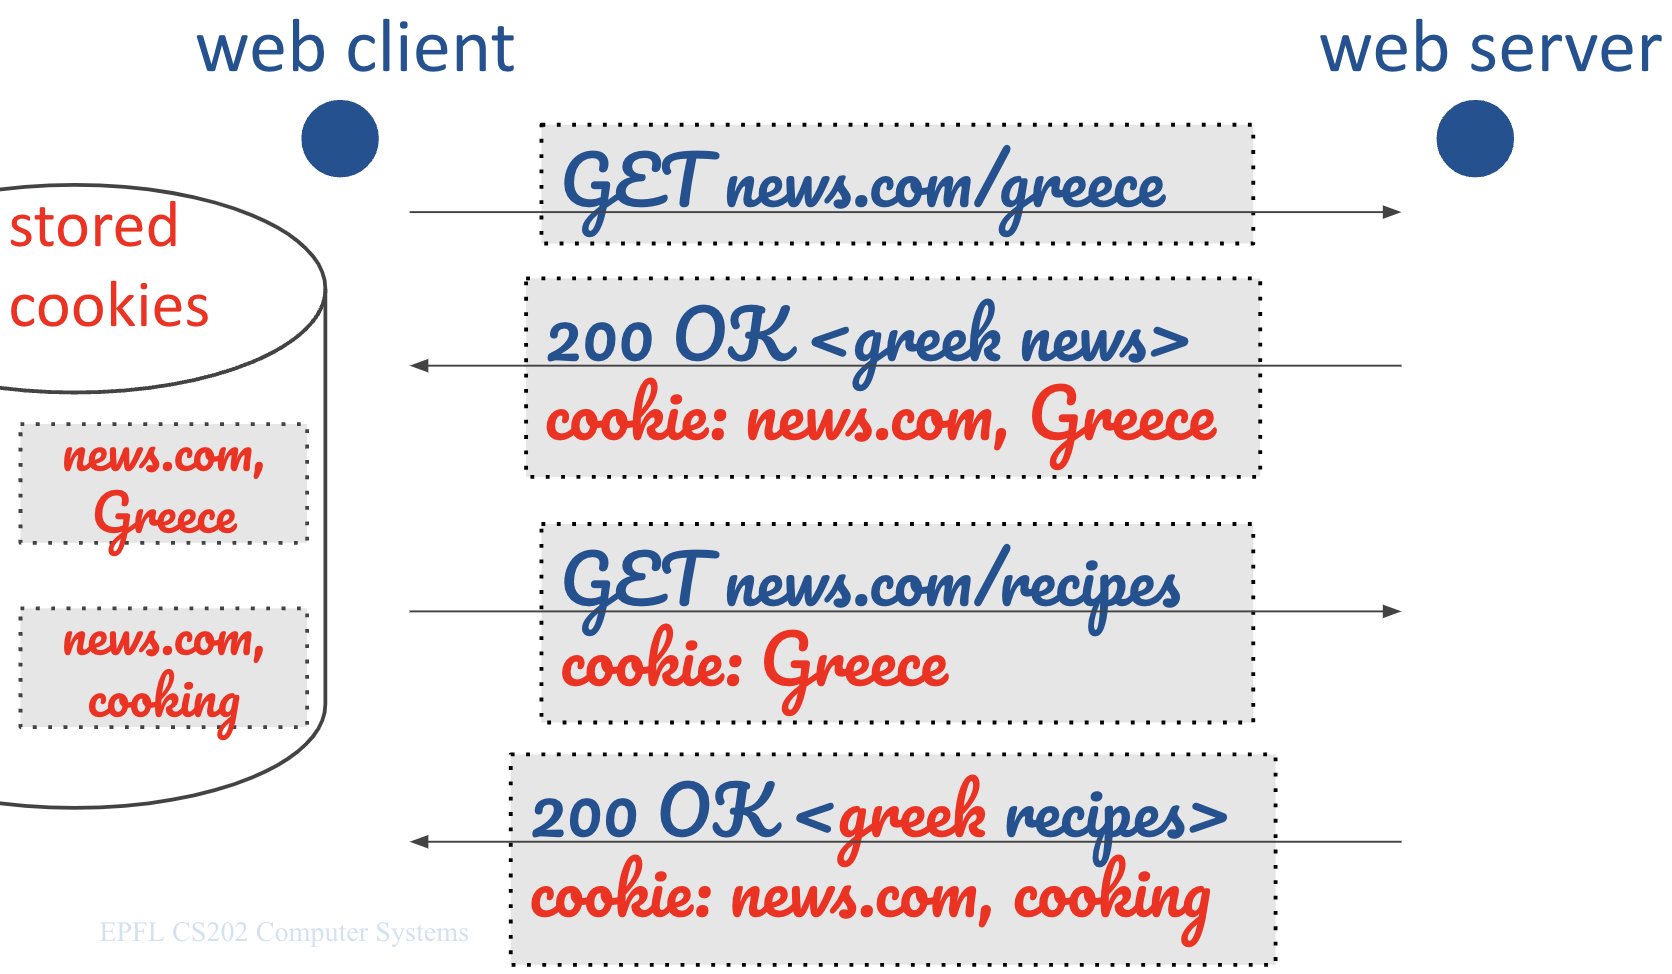 web client
web server
stored
cookies
GET news.com/greece
200 OK <greek news>
cookie: news.com, Greece
news.com,
Greece
GET news.com/recipes
cookie: Greece
news.com,
cooking
200 OK <greek recipes>
cookie: news.com, cooking
EPFL CS202 Computer Systems